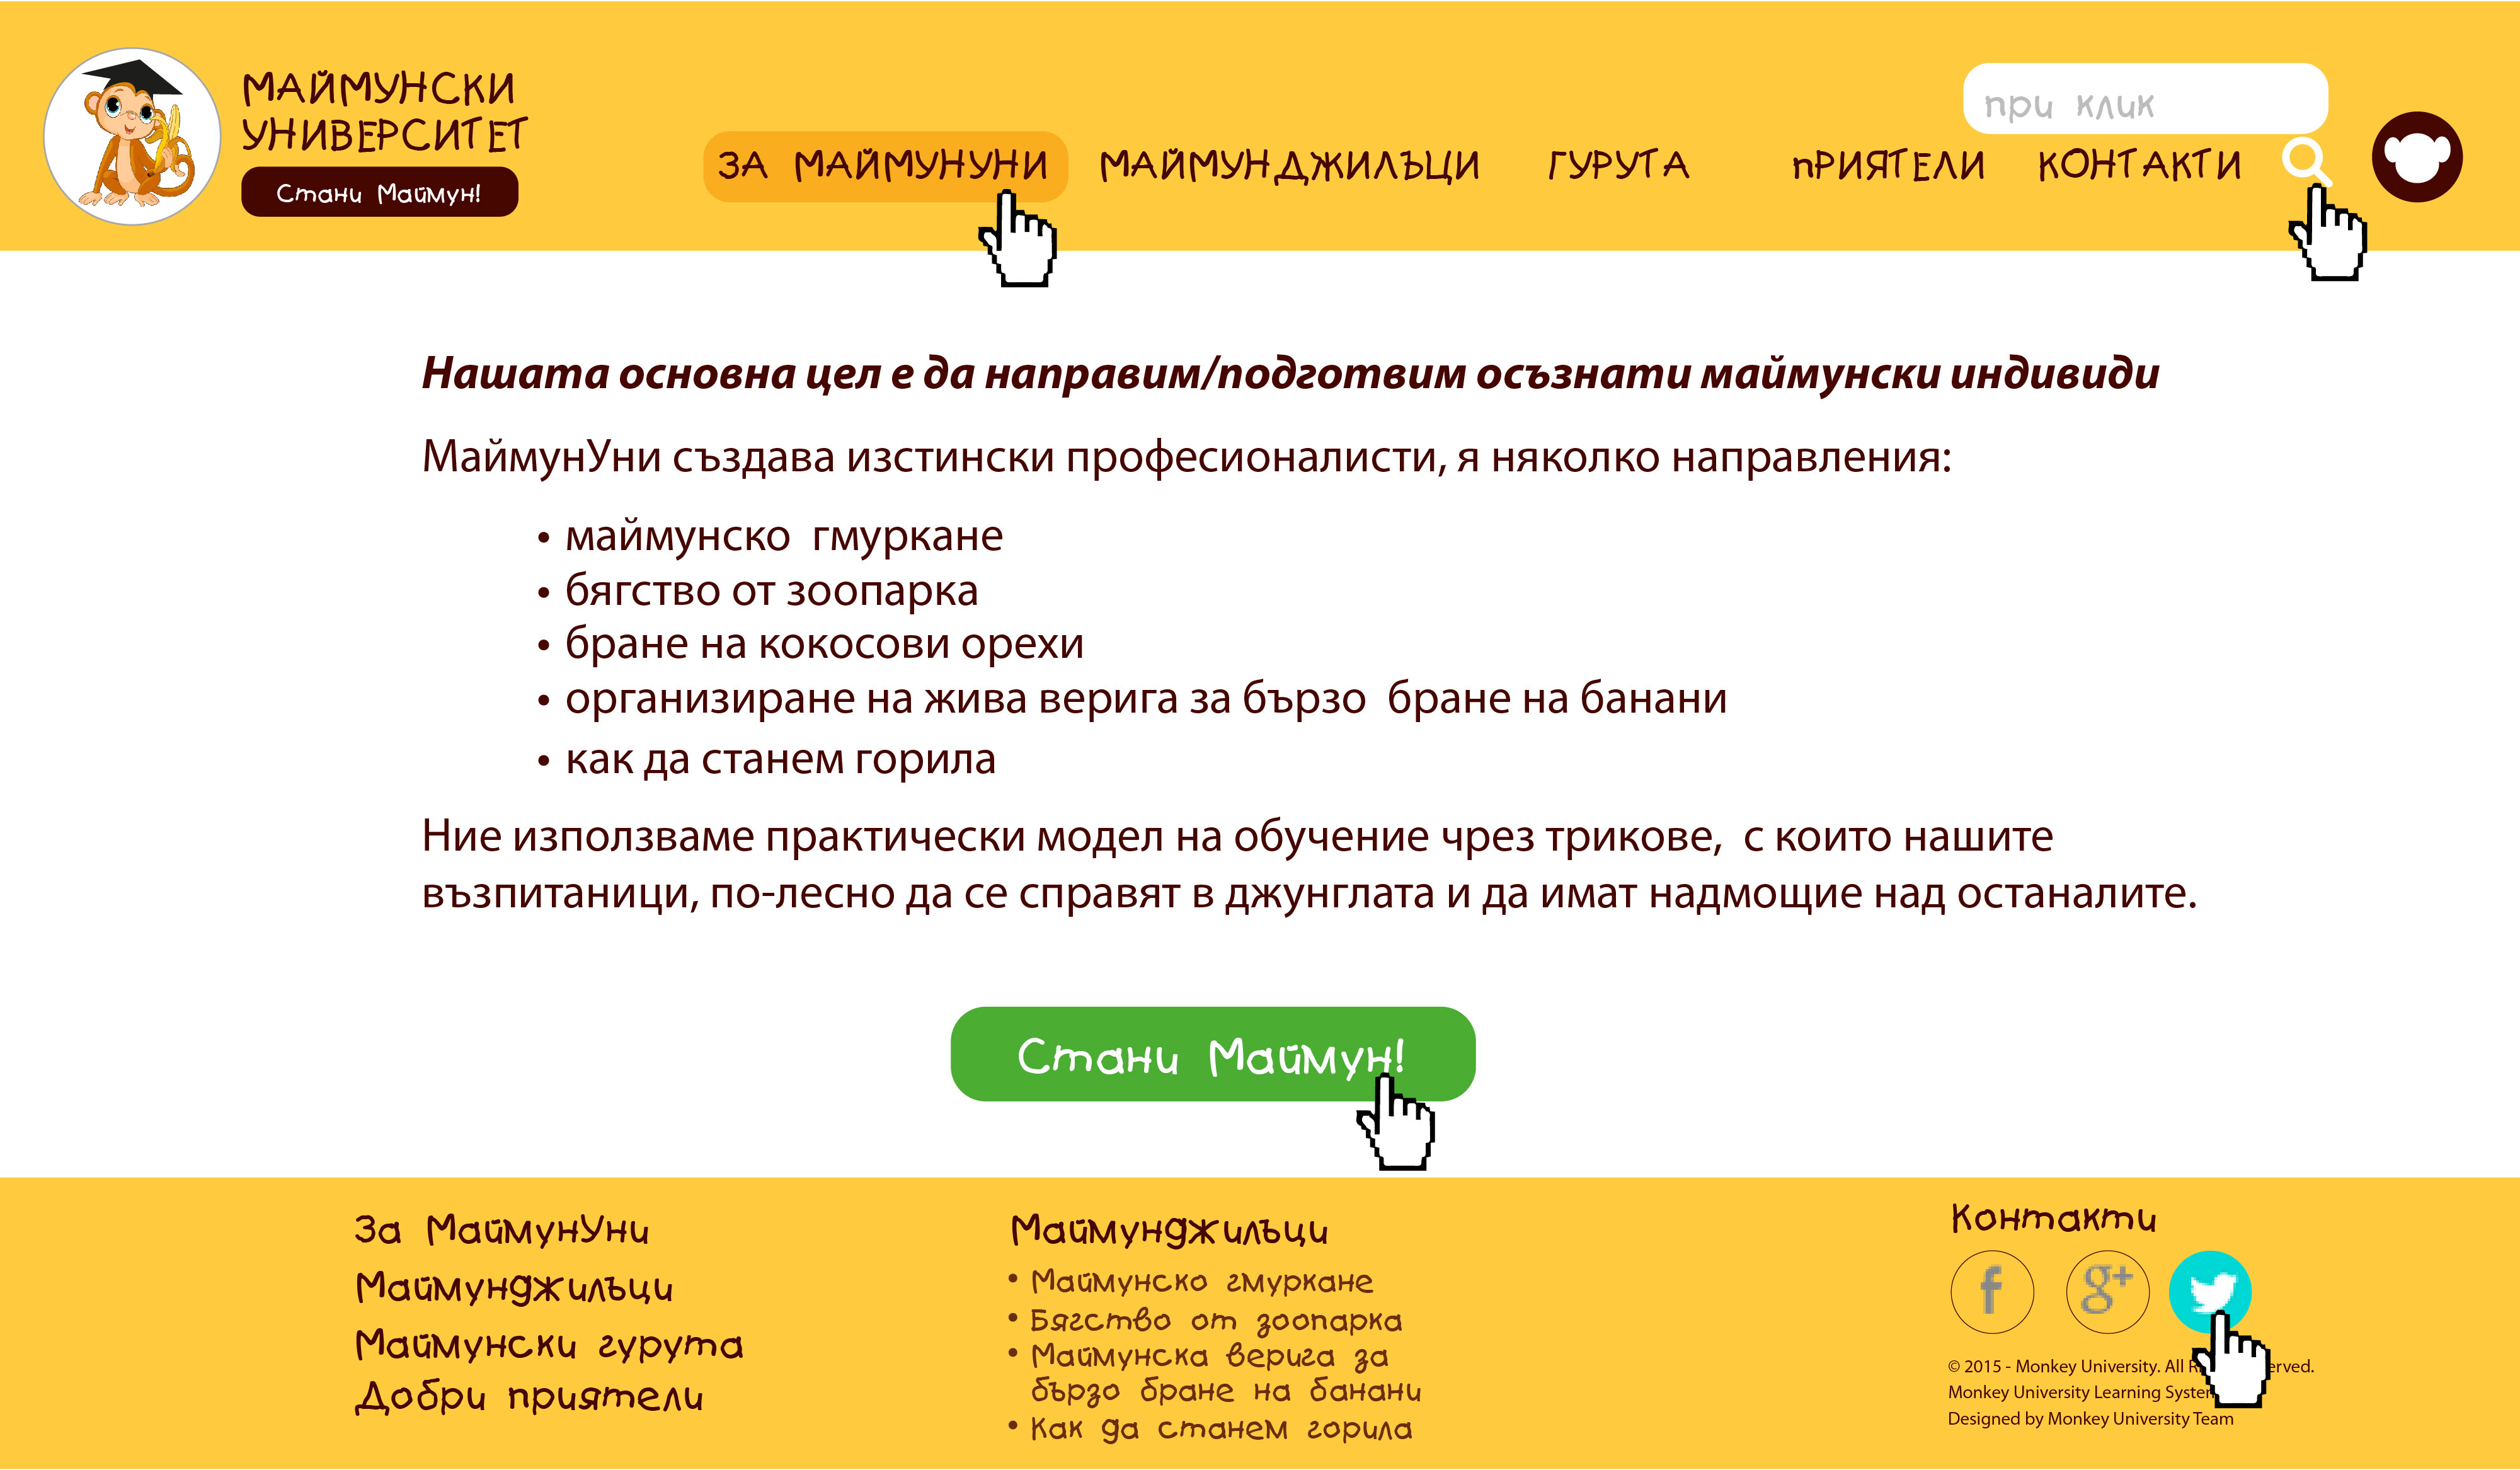 МАЙМУНСКИ
УНИВЕРСИТЕТ
Стани Маймун!
ЗА МАЙМУНУНИ
МАЙМУНДЖИЛЪЦИ
ГУРУТА
пРИЯТЕЛИ
КОНТАКТИ
при клик
Нашата основна цел е да направим/подготвим осъзнати маймунски индивиди
МаймунУни създава изстински професионалисти, я няколко направления:
• маймунско гмуркане
• бягство от зоопарка
• бране на кокосови орехи
• организиране на жива верига за бързо бране на банани
• как да станем горила
Ние използваме практически модел на обучение чрез трикове, с които нашите
възпитаници, по-лесно да се справят в джунглата и да имат надмощие над останалите.
Стани Маймун!
За МаймунУни
Маймунджилъци
Маймунски гурута
Добри приятели
Маймунджилъци
• Маймунско гмуркане
• Бягство от зоопарка
• Маймунска верига за
бързо бране на банани
• Как да станем горила
Контакти
f
g+
© 2015 - Monkey University. All
Monkey University Learning
Designed by Monkey University Team